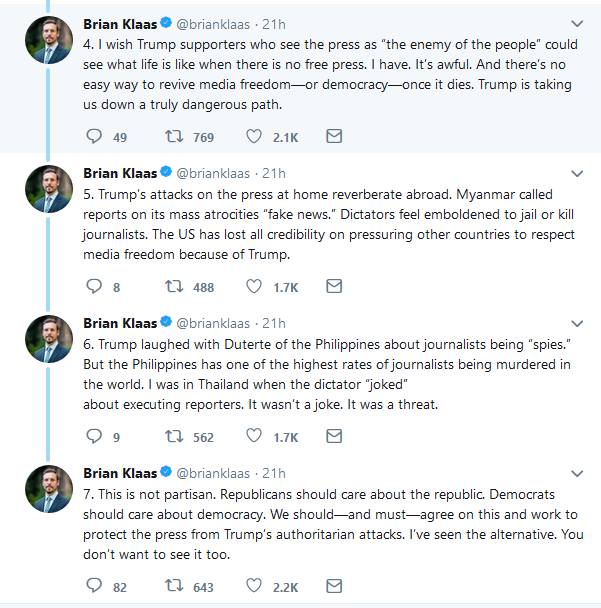 Brian Klaas @brianklaas · 21h
4. I wish Trump supporters who see the press as “the enemy of the people” could
see what life is like when there is no free press. I have. It’s awful. And there’s no
easy way to revive media freedom—or democracy—once it dies. Trump is taking
us down a truly dangerous path.
49 769 2.1K
Brian Klaas @brianklaas · 21h
5. Trump’s attacks on the press at home reverberate abroad. Myanmar called
reports on its mass atrocities “fake news.” Dictators feel emboldened to jail or kill
journalists. The US has lost all credibility on pressuring other countries to respect
media freedom because of Trump.
8 488 1.7K
Brian Klaas @brianklaas · 21h
6. Trump laughed with Duterte of the Philippines about journalists being “spies.”
But the Philippines has one of the highest rates of journalists being murdered in
the world. I was in Thailand when the dictator “joked”
about executing reporters. It wasn’t a joke. It was a threat.
9 562 1.7K
Brian Klaas @brianklaas · 21h
7. This is not partisan. Republicans should care about the republic. Democrats
should care about democracy. We should—and must—agree on this and work to
protect the press from Trump’s authoritarian attacks. I’ve seen the alternative. You
don’t want to see it too.
82 643 2.2K